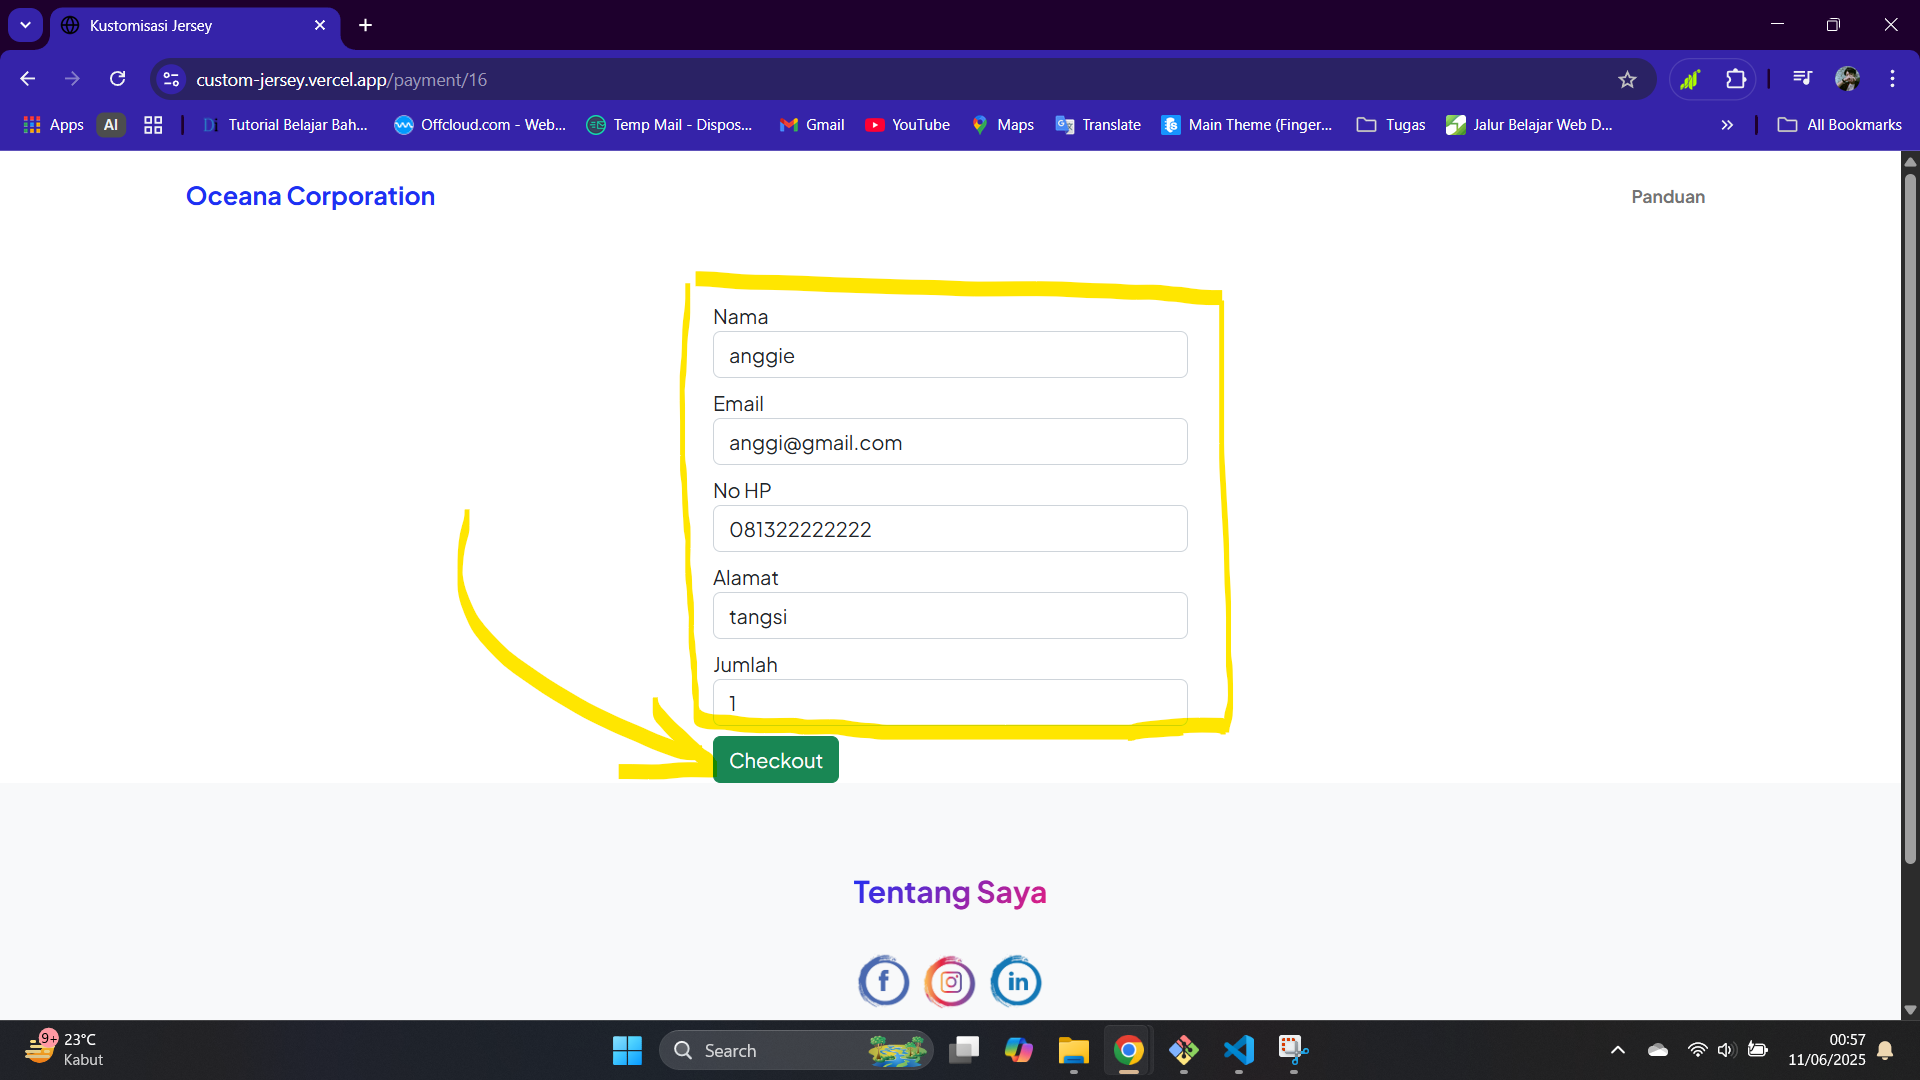 Kustomisasi Jersey
custom-jersey.vercel.app/payment/16
Apps AI Di Tutorial Belajar Bah... Offcloud.com - Web... Temp Mail - Dispos... Gmail YouTube Maps Translate Main Theme (Finger... Tugas Jalur Belajar Web D... » All Bookmarks
Oceana Corporation Panduan
Nama
anggie
Email
anggi@gmail.com
No HP
081322222222
Alamat
tangsi
Jumlah
1
Checkout
Tentang Saya
f in
9+ 23°C Search 00:57
Kabut 11/06/2025